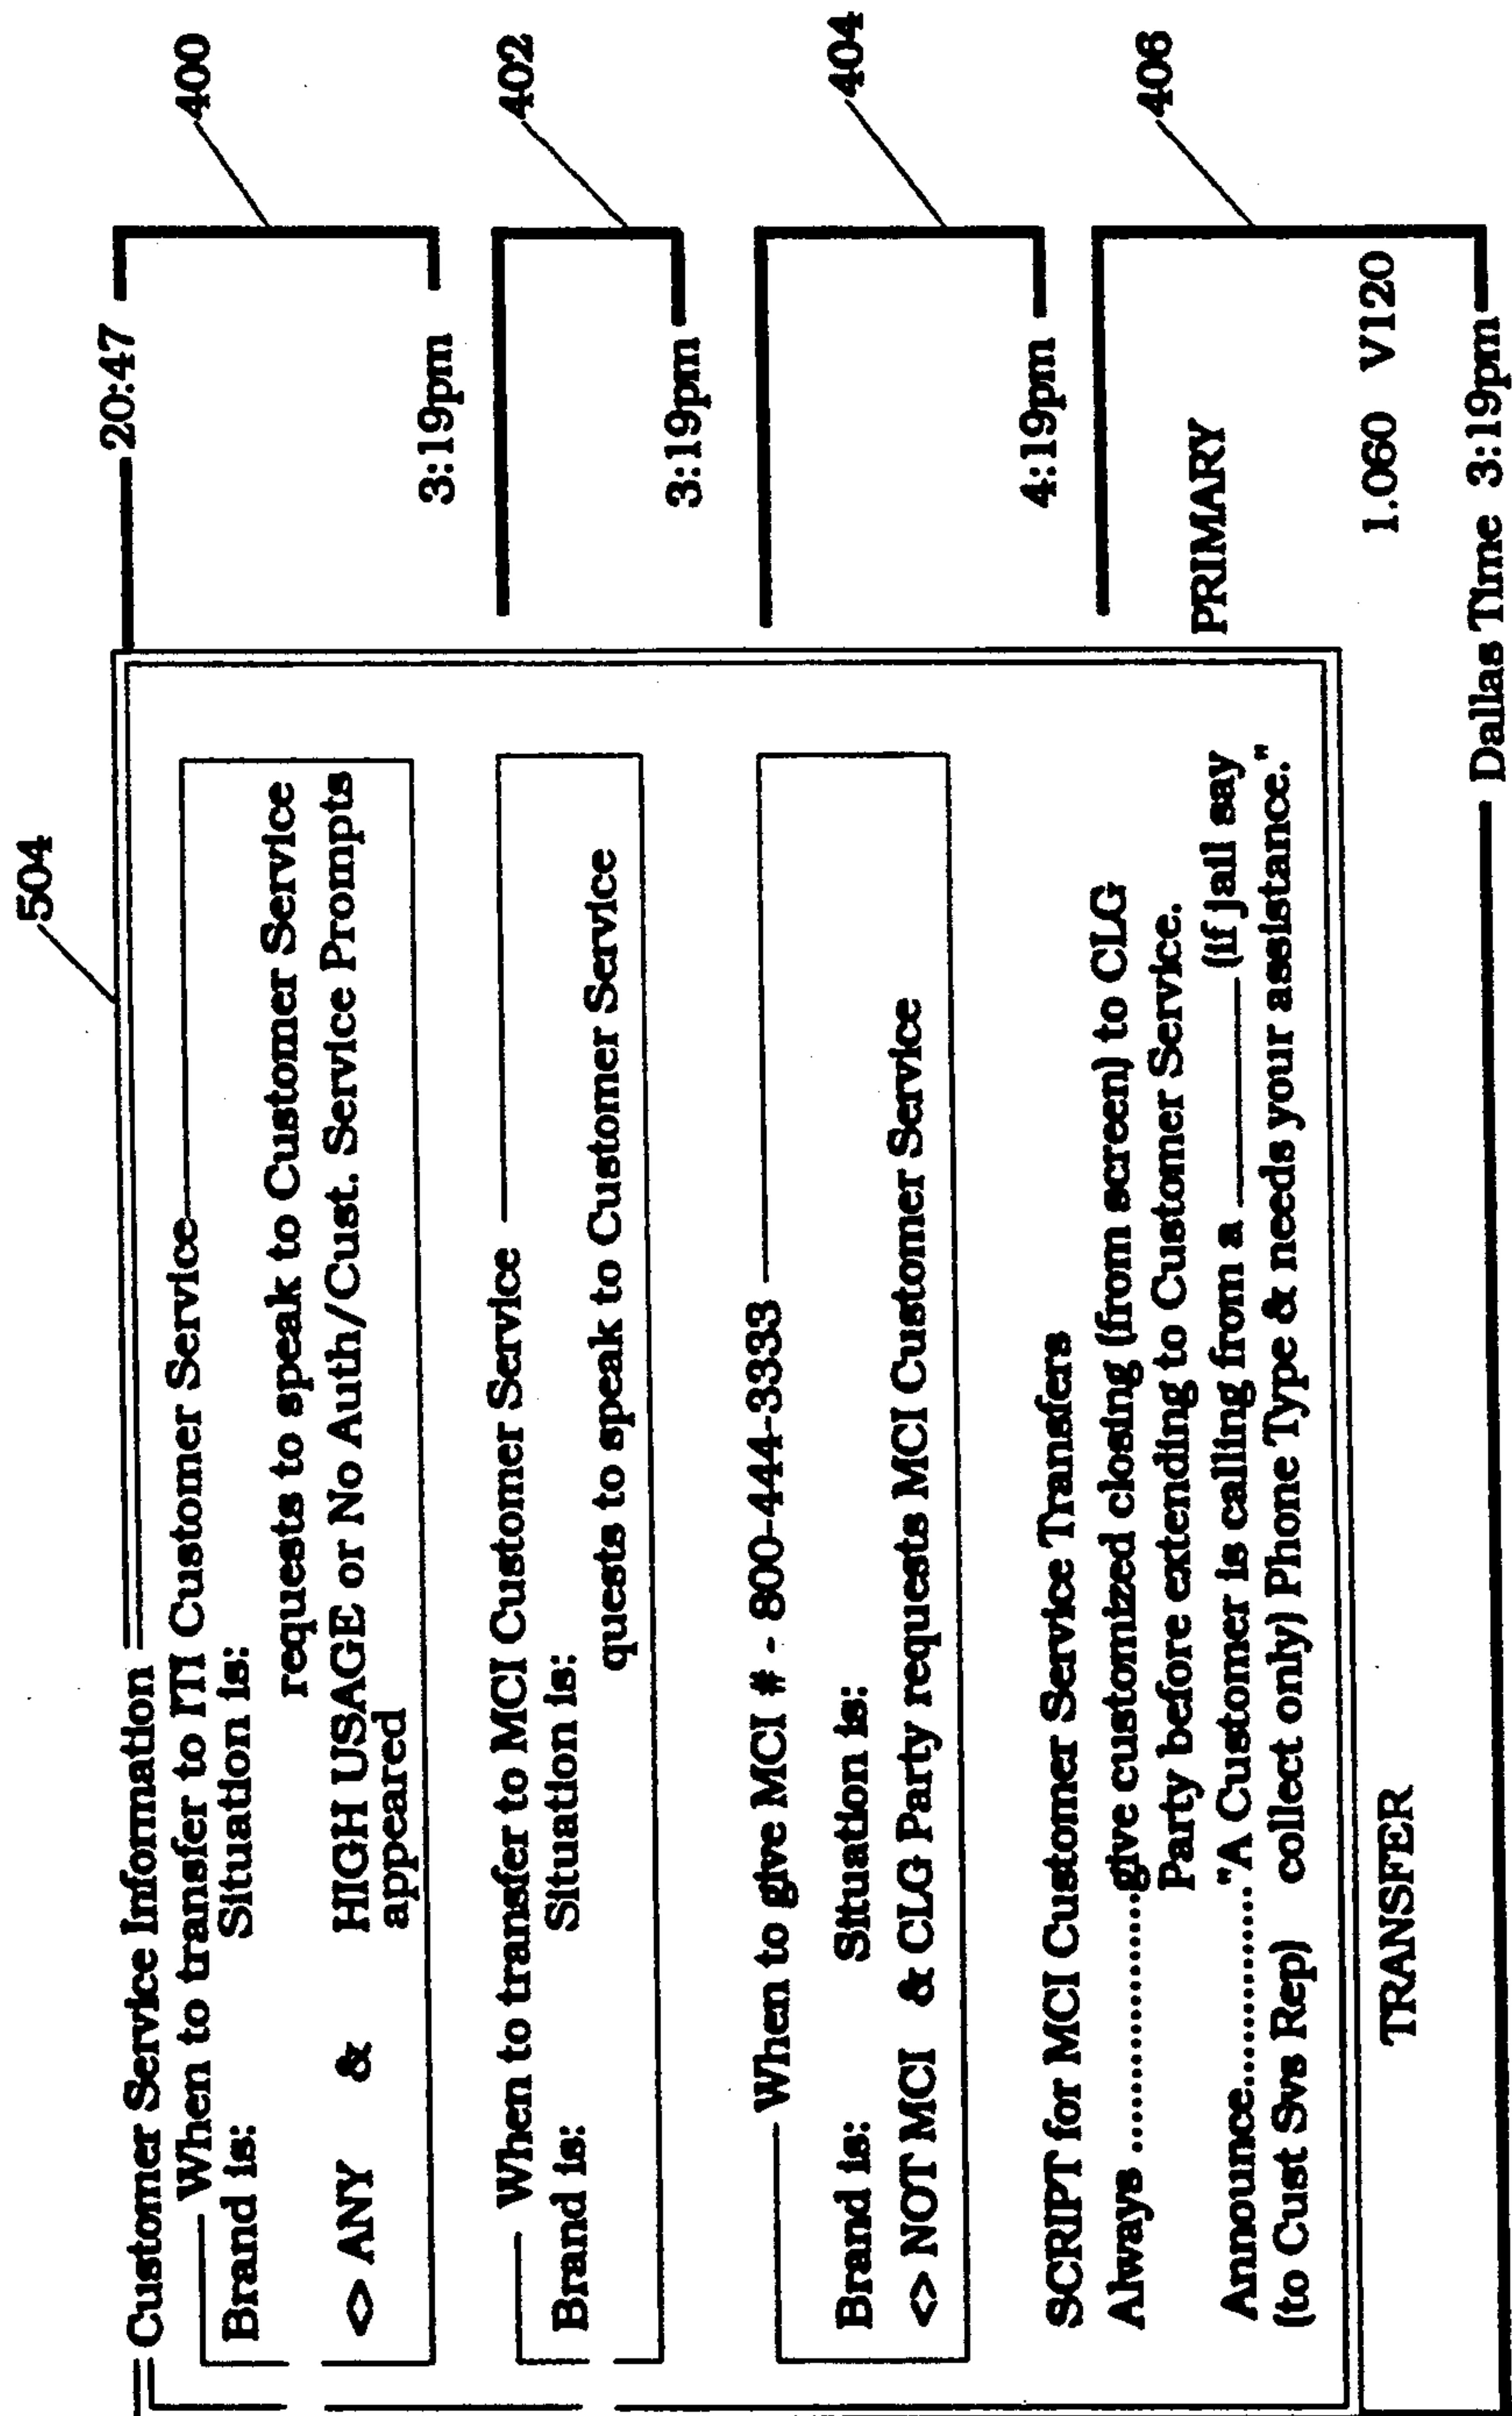 504
Customer Service Information
20:47
400
When to transfer to ITI Customer Service
Brand is: Situation is:
requests to speak to Customer Service
<> ANY & HIGH USAGE or No Auth/Cust. Service Prompts
appeared
3:19pm
When to transfer to MCI Customer Service
402
Brand is: Situation is:
quests to speak to Customer Service
3:19pm
When to give MCI # - 800-444-3333
404
Brand is: Situation is:
<> NOT MCI & CLG Party requests MCI Customer Service
4:19pm
SCRIPT for MCI Customer Service Transfers
406
Always ..................give customized closing (from screen) to CLG
Party before extending to Customer Service.
PRIMARY
Announce.............. "A Customer is calling from a ______ (if jail say
(to Cust Svs Rep) collect only) Phone Type & needs your assistance."
TRANSFER
1.060 V120
Dallas Time 3:19pm